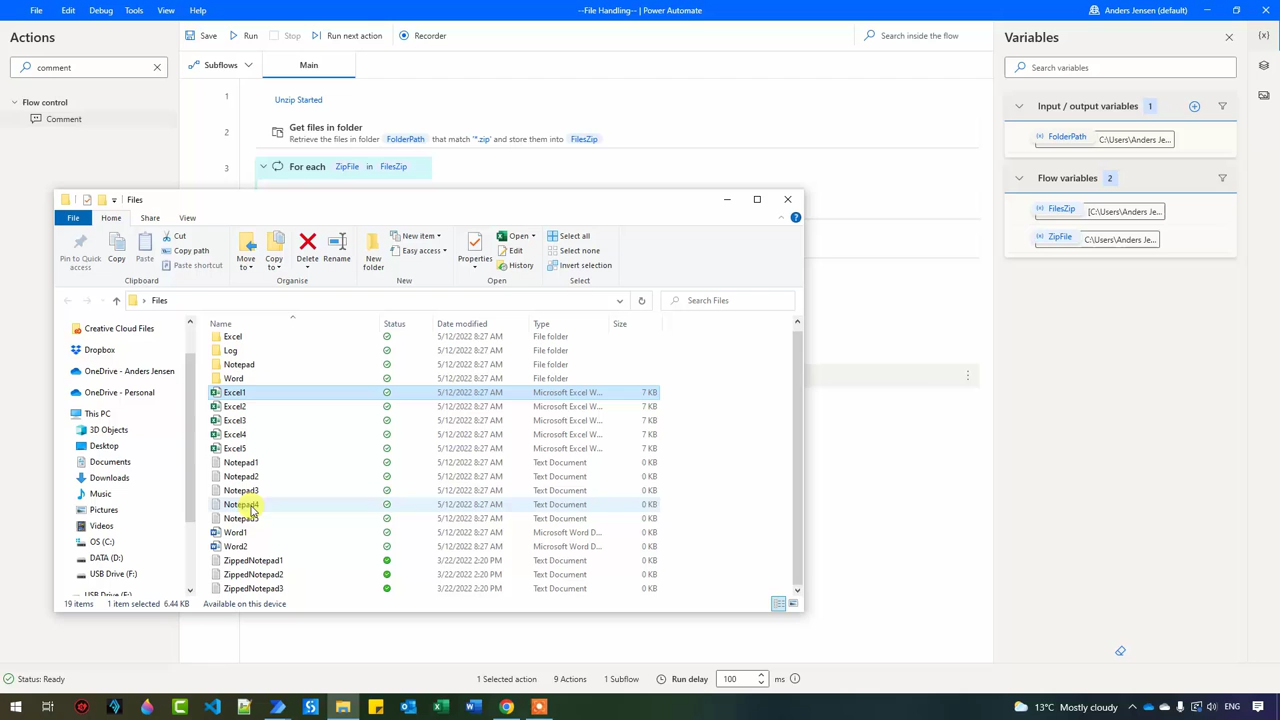 File Edit Debug Tools View Help
--File Handling-- | Power Automate
Anders Jensen (default)
Actions
Save Run Stop Run next action Recorder
Search inside the flow
Variables
comment
Subflows Main
Search variables
Flow control
Comment
1 Unzip Started
2 Get files in folder
Retrieve the files in folder FolderPath that match '*.zip' and store them into FilesZip
3 For each ZipFile in FilesZip
Input / output variables 1
FolderPath C:\Users\Anders Je...
Flow variables 2
FilesZip [C:\Users\Anders Je...
ZipFile C:\Users\Anders Je...
Files
File Home Share View
Pin to Quick access
Copy
Paste
Cut
Copy path
Paste shortcut
Move to
Copy to
Delete
Rename
New folder
New item
Easy access
Properties
Open
Edit
History
Select all
Select none
Invert selection
Clipboard Organise New Open Select
Files
Search Files
Name Status Date modified Type Size
Creative Cloud Files
Dropbox
OneDrive - Anders Jensen
OneDrive - Personal
This PC
3D Objects
Desktop
Documents
Downloads
Music
Pictures
Videos
OS (C:)
DATA (D:)
USB Drive (F:)
USB Drive (F:)
Excel 5/12/2022 8:27 AM File folder
Log 5/12/2022 8:27 AM File folder
Notepad 5/12/2022 8:27 AM File folder
Word 5/12/2022 8:27 AM File folder
Excel1 5/12/2022 8:27 AM Microsoft Excel W... 7 KB
Excel2 5/12/2022 8:27 AM Microsoft Excel W... 7 KB
Excel3 5/12/2022 8:27 AM Microsoft Excel W... 7 KB
Excel4 5/12/2022 8:27 AM Microsoft Excel W... 7 KB
Excel5 5/12/2022 8:27 AM Microsoft Excel W... 7 KB
Notepad1 5/12/2022 8:27 AM Text Document 0 KB
Notepad2 5/12/2022 8:27 AM Text Document 0 KB
Notepad3 5/12/2022 8:27 AM Text Document 0 KB
Notepad4 5/12/2022 8:27 AM Text Document 0 KB
Notepad5 5/12/2022 8:27 AM Text Document 0 KB
Word1 5/12/2022 8:27 AM Microsoft Word D... 0 KB
Word2 5/12/2022 8:27 AM Microsoft Word D... 0 KB
ZippedNotepad1 3/22/2022 2:20 PM Text Document 0 KB
ZippedNotepad2 3/22/2022 2:20 PM Text Document 0 KB
ZippedNotepad3 3/22/2022 2:20 PM Text Document 0 KB
19 items 1 item selected 6.44 KB Available on this device
Status: Ready
1 Selected action 9 Actions 1 Subflow Run delay 100 ms
13°C Mostly cloudy
ENG